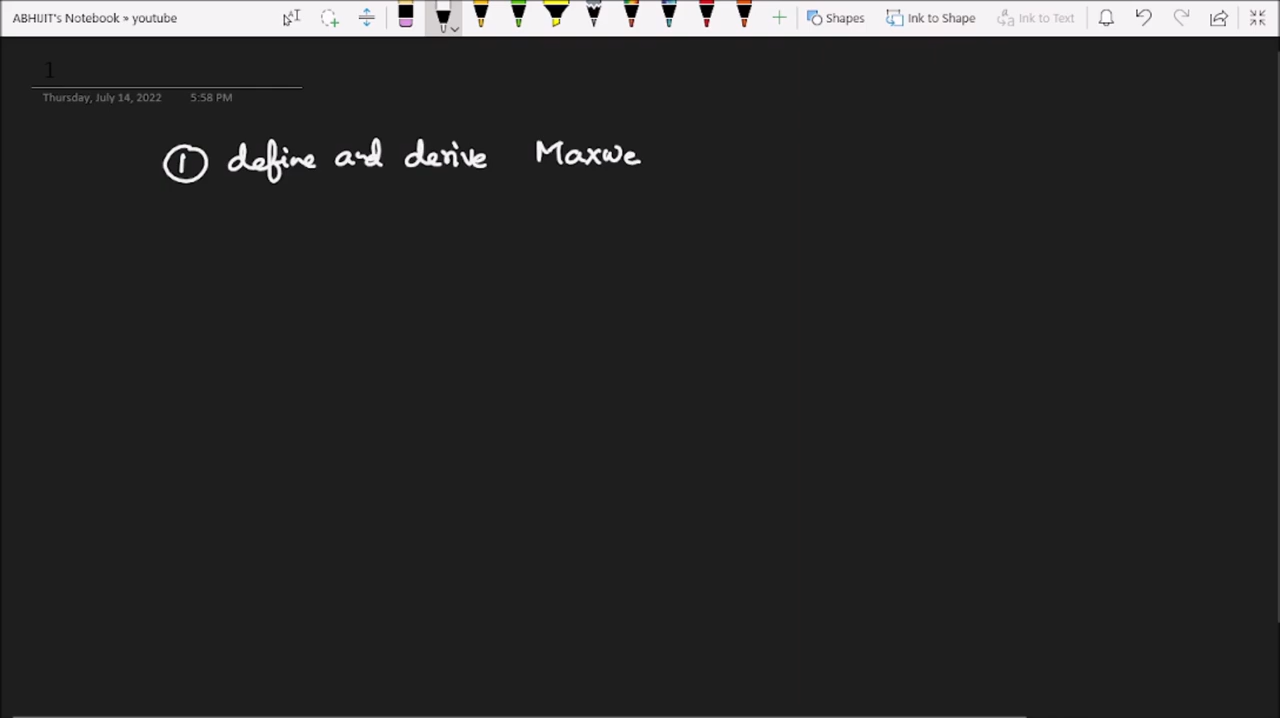 ABHIJIT's Notebook » youtube
Shapes
Ink to Shape
Ink to Text
1
Thursday, July 14, 2022 5:58 PM
① define and derive Maxwe